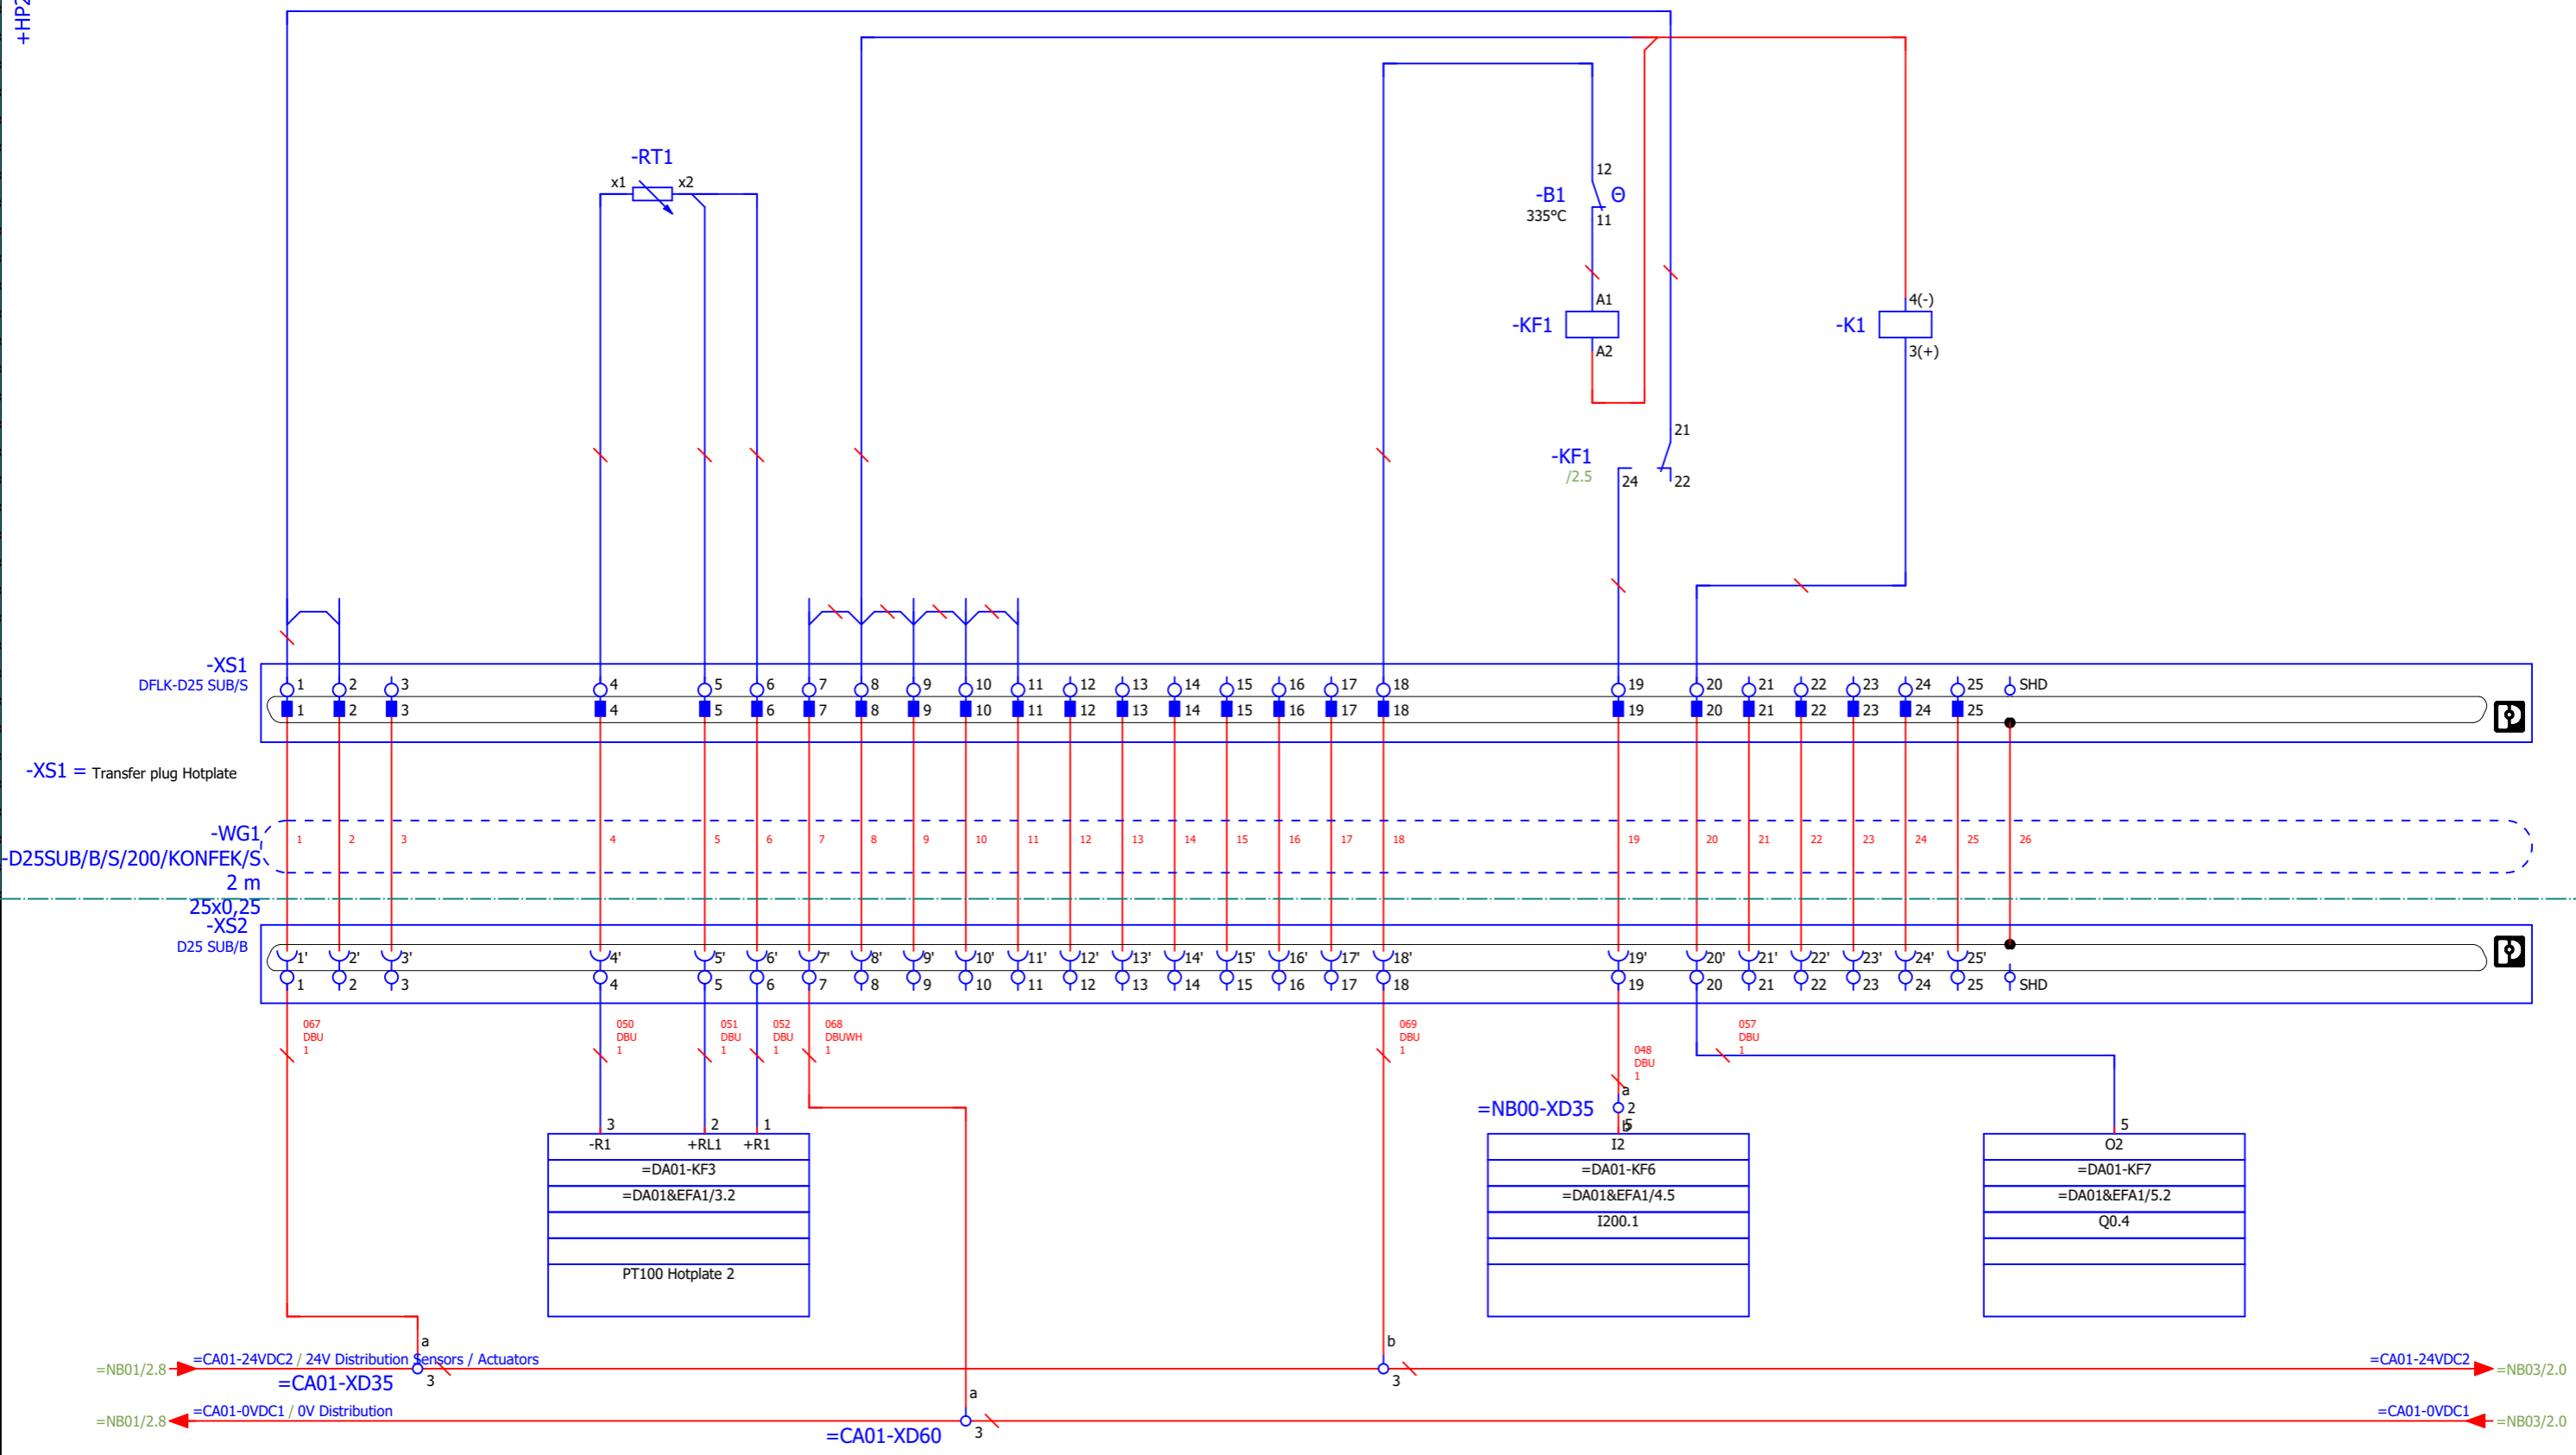 +HP2
-RT1
x1 x2
12
-B1 Θ
335°C
11
A1 4(-)
-KF1 -K1
A2 3(+)
21
-KF1
/2.5
24 22
-XS1
DFLK-D25 SUB/S
1 2 3 4 5 6 7 8 9 10 11 12 13 14 15 16 17 18 19 20 21 22 23 24 25 SHD
1 2 3 4 5 6 7 8 9 10 11 12 13 14 15 16 17 18 19 20 21 22 23 24 25
-XS1 = Transfer plug Hotplate
-WG1
1 2 3 4 5 6 7 8 9 10 11 12 13 14 15 16 17 18 19 20 21 22 23 24 25 26
-D25SUB/B/S/200/KONFEK/S
2 m
25x0,25
-XS2
D25 SUB/B
1' 2' 3' 4' 5' 6' 7' 8' 9' 10' 11' 12' 13' 14' 15' 16' 17' 18' 19' 20' 21' 22' 23' 24' 25'
1 2 3 4 5 6 7 8 9 10 11 12 13 14 15 16 17 18 19 20 21 22 23 24 25 SHD
067 050 051 052 068 069 057
DBU DBU DBU DBU DBUWH DBU DBU
1 1 1 1 1 1 1
048
DBU
1
a
=NB00-XD35 2
b
3 2 1 5 5
-R1 +RL1 +R1 I2 O2
=DA01-KF3 =DA01-KF6 =DA01-KF7
=DA01&EFA1/3.2 =DA01&EFA1/4.5 =DA01&EFA1/5.2
I200.1 Q0.4
PT100 Hotplate 2
a b
=NB01/2.8 =CA01-24VDC2 / 24V Distribution Sensors / Actuators =CA01-24VDC2 =NB03/2.0
=CA01-XD35 3 3
a
=NB01/2.8 =CA01-0VDC1 / 0V Distribution =CA01-0VDC1 =NB03/2.0
=CA01-XD60 3